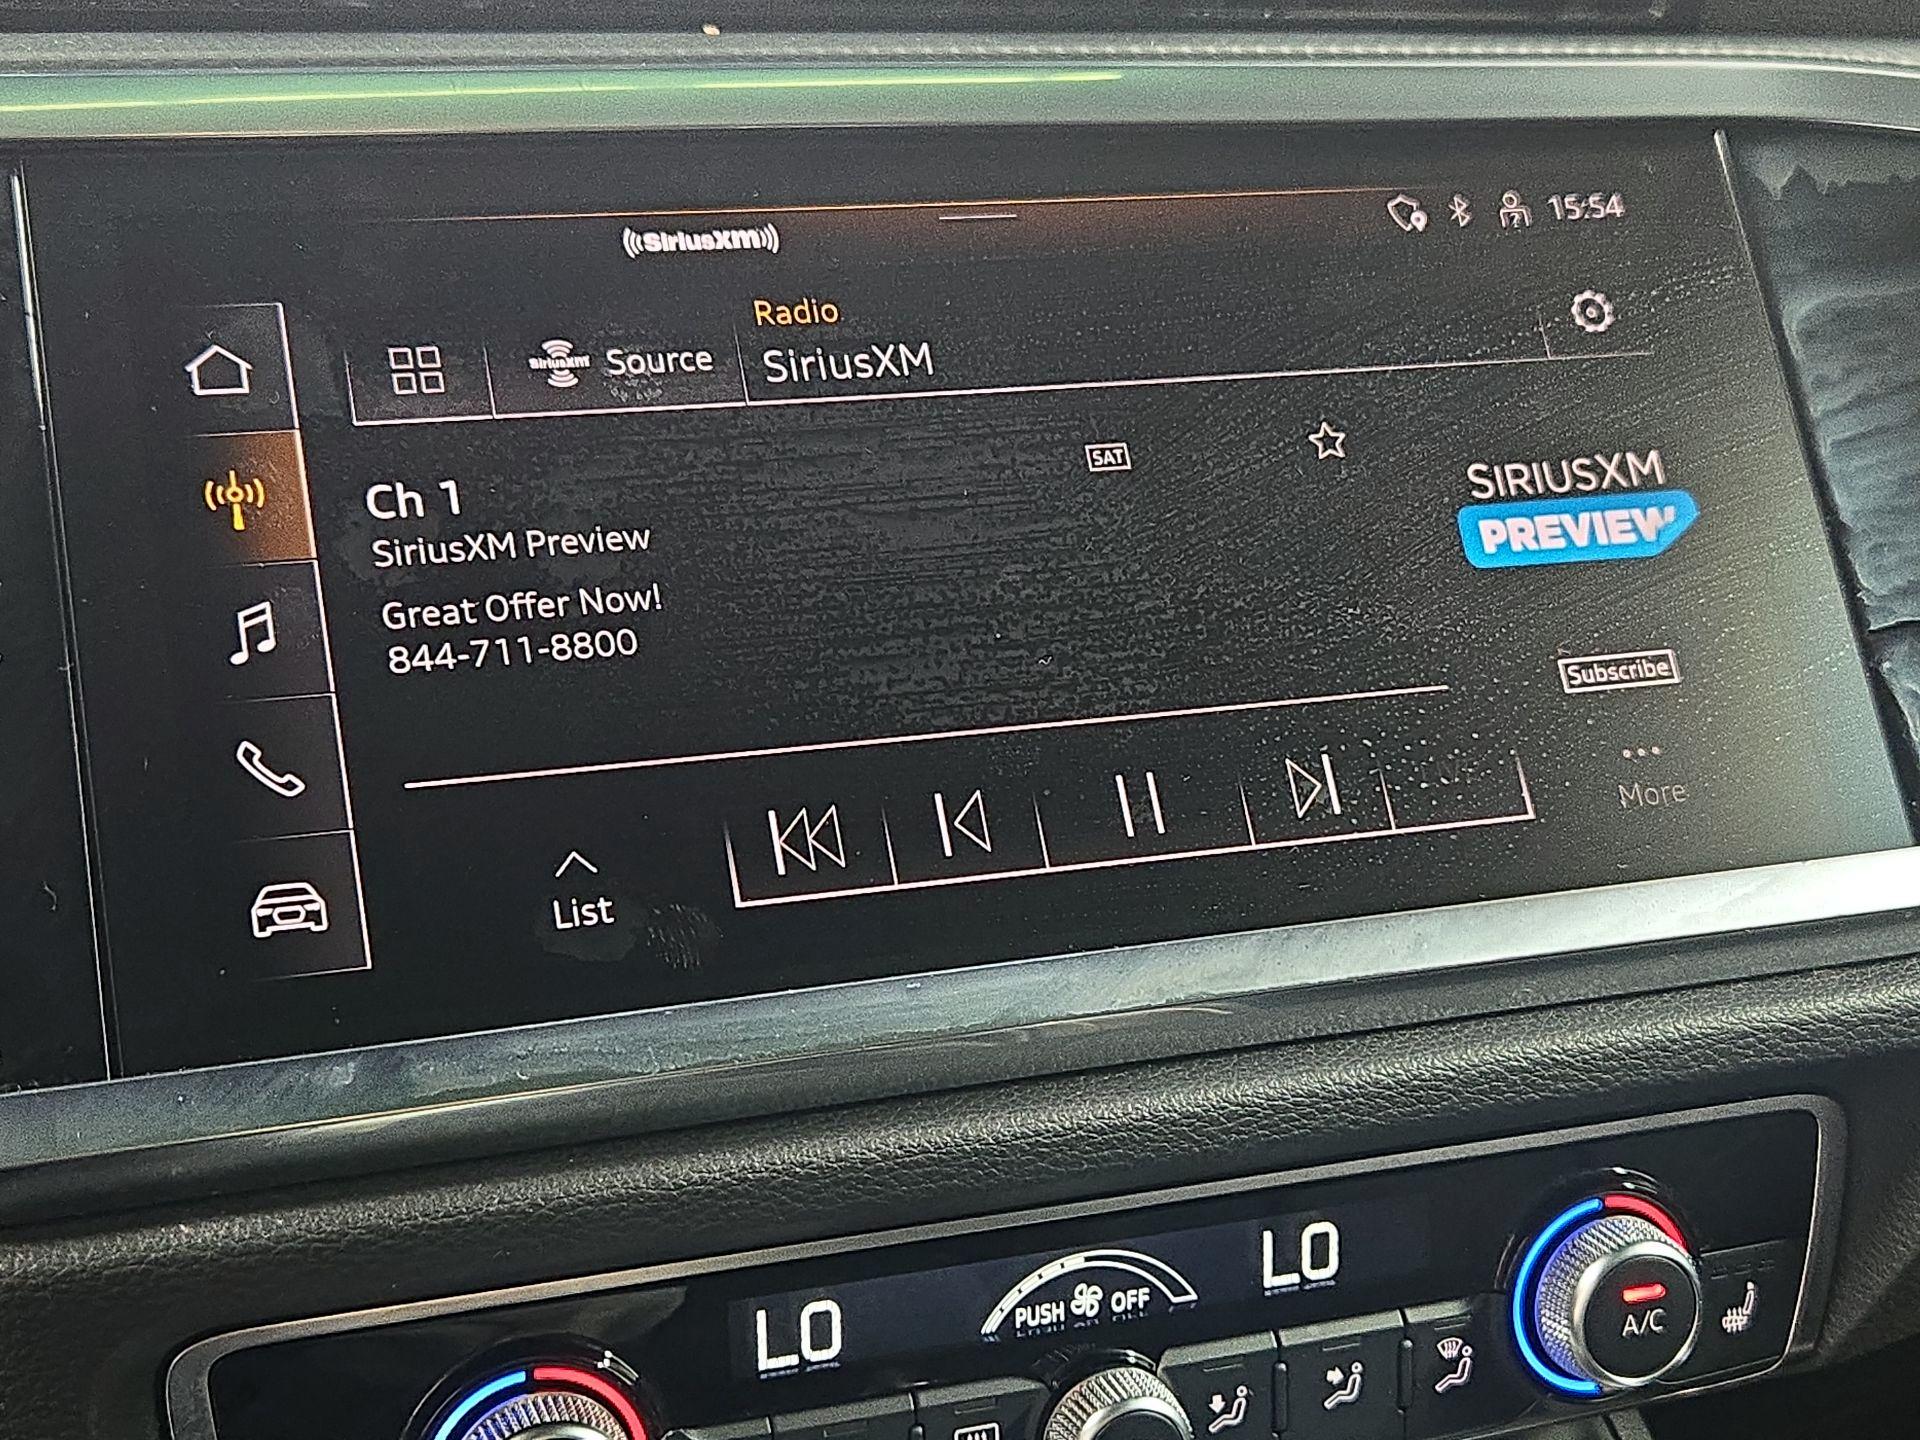 SiriusXM
15:54
Radio
SiriusXM Source
SiriusXM
SAT
Ch 1
SiriusXM Preview
SIRIUSXM
PREVIEW
Great Offer Now!
844-711-8800
Subscribe
More
List
LO
PUSH OFF
LO
A/C